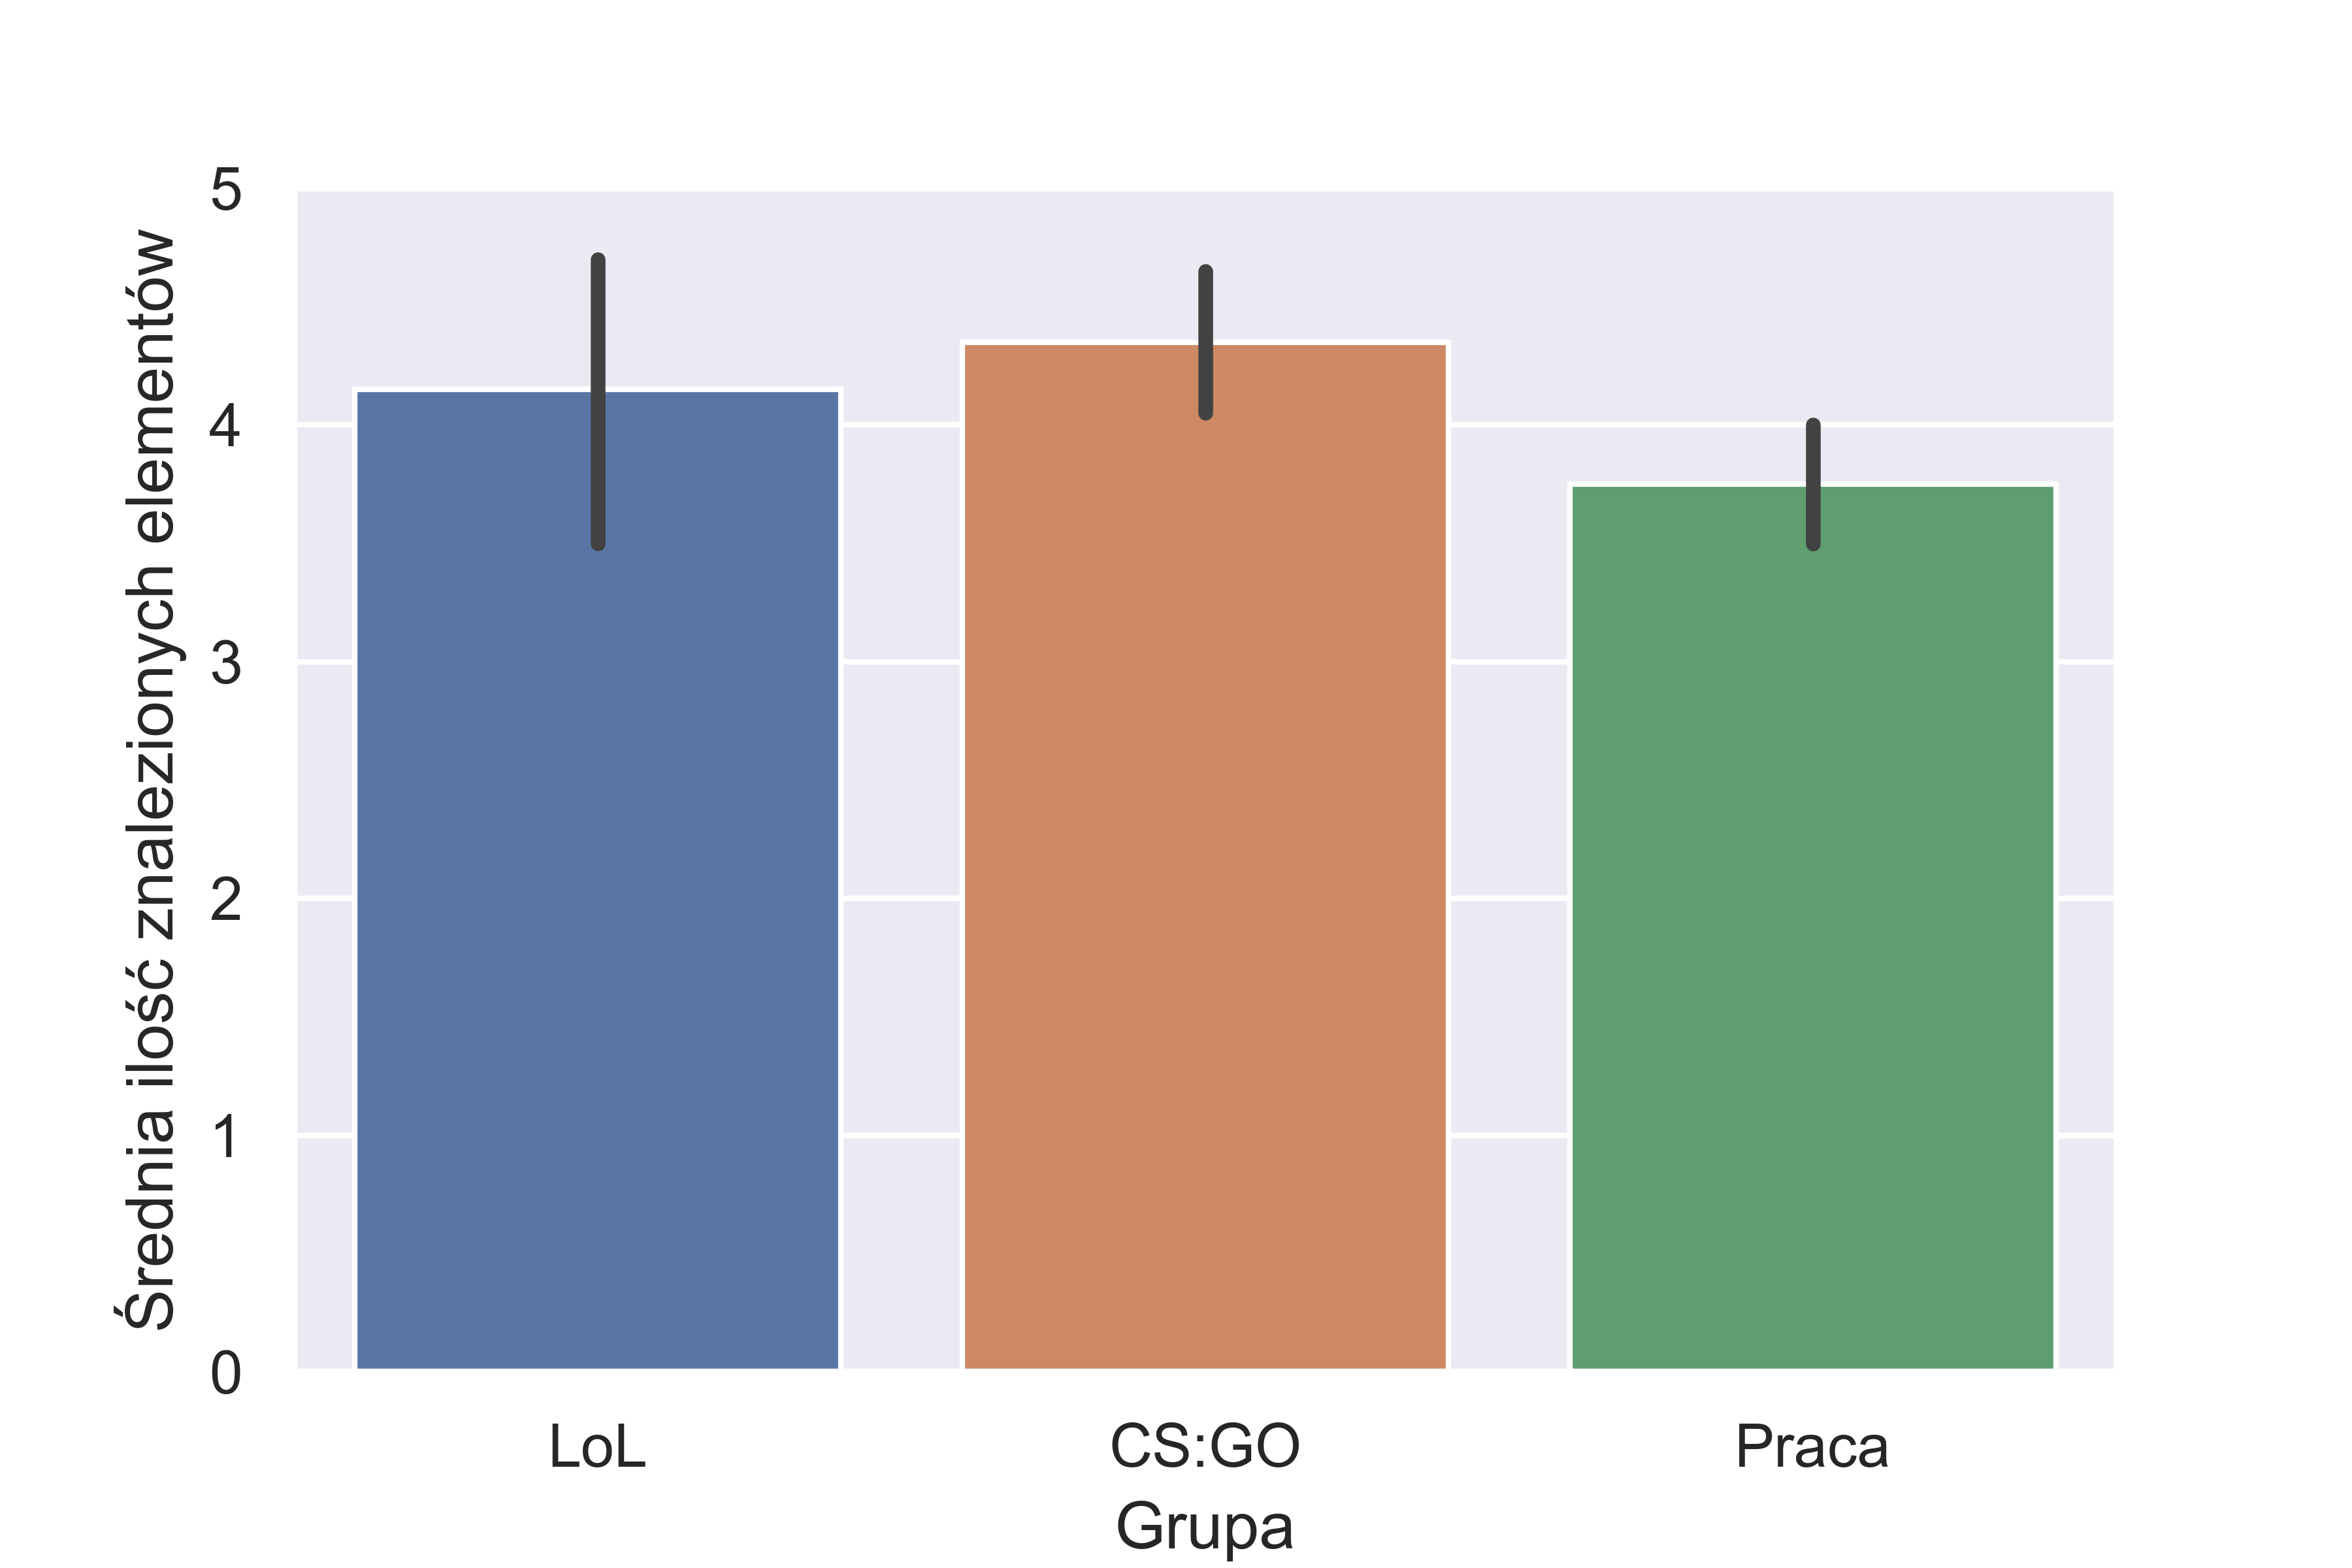 Średnia ilość znalezionych elementów
5
4
3
2
1
0
LoL CS:GO Praca
Grupa